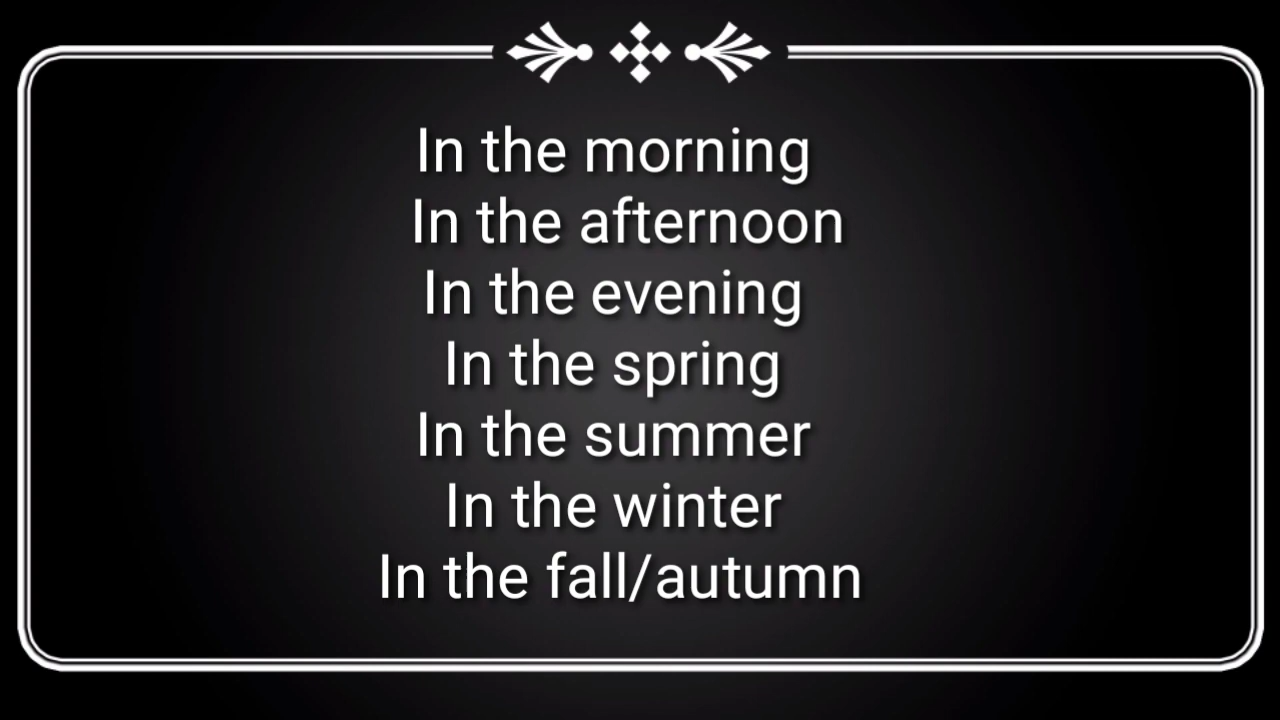 In the morning
In the afternoon
In the evening
In the spring
In the summer
In the winter
In the fall/autumn